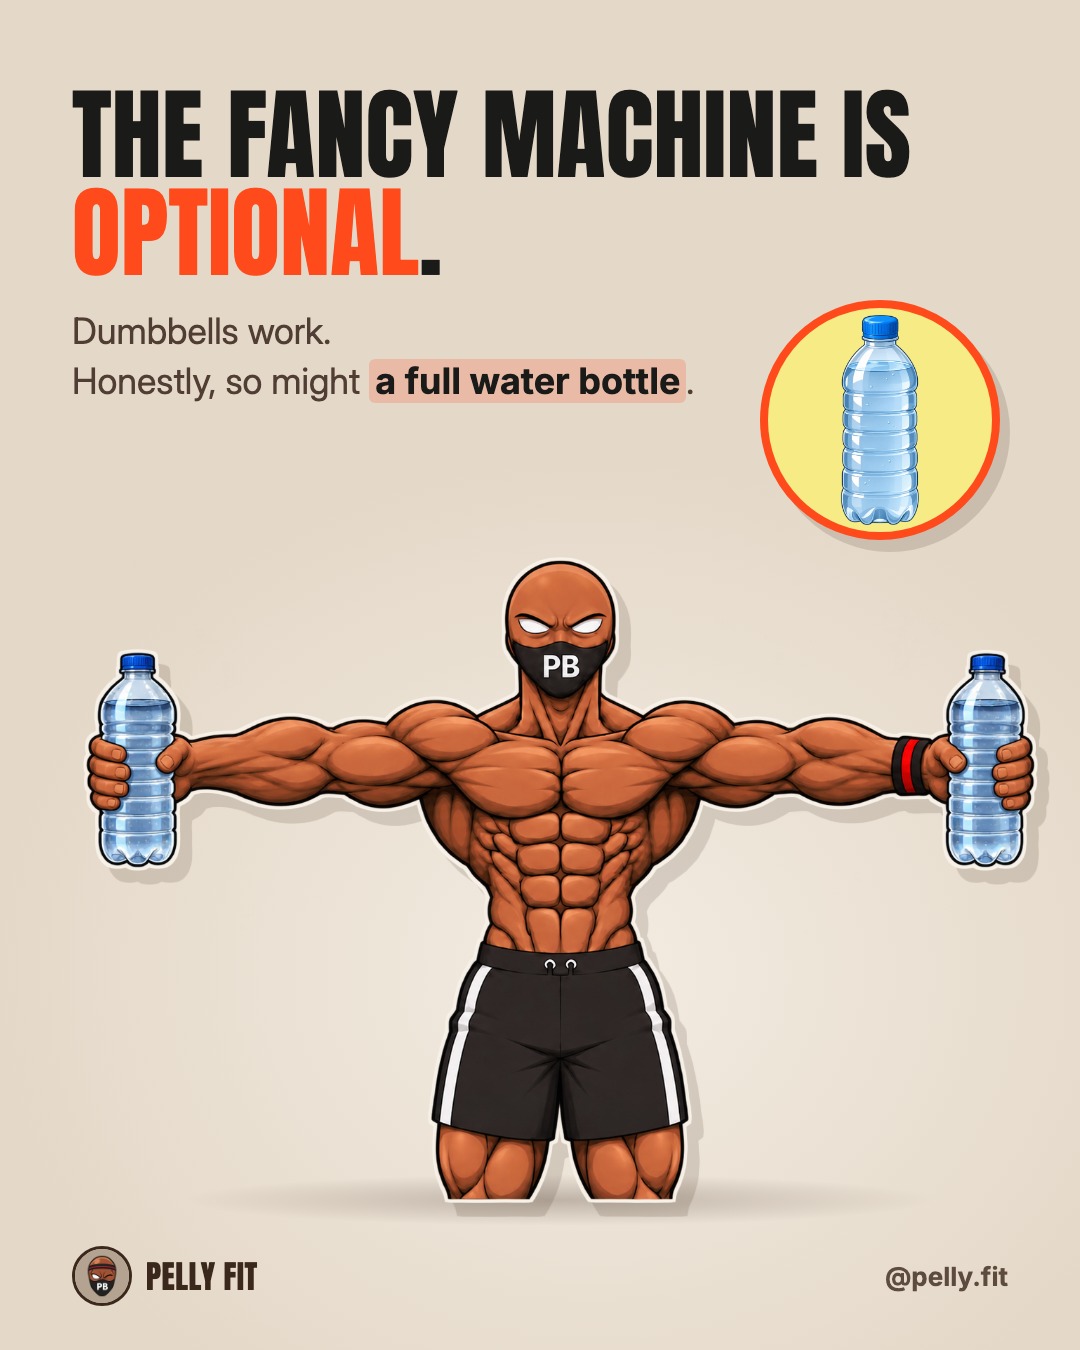 THE FANCY MACHINE IS
OPTIONAL.
Dumbbells work.
Honestly, so might a full water bottle.
PB
PB
PELLY FIT
@pelly.fit